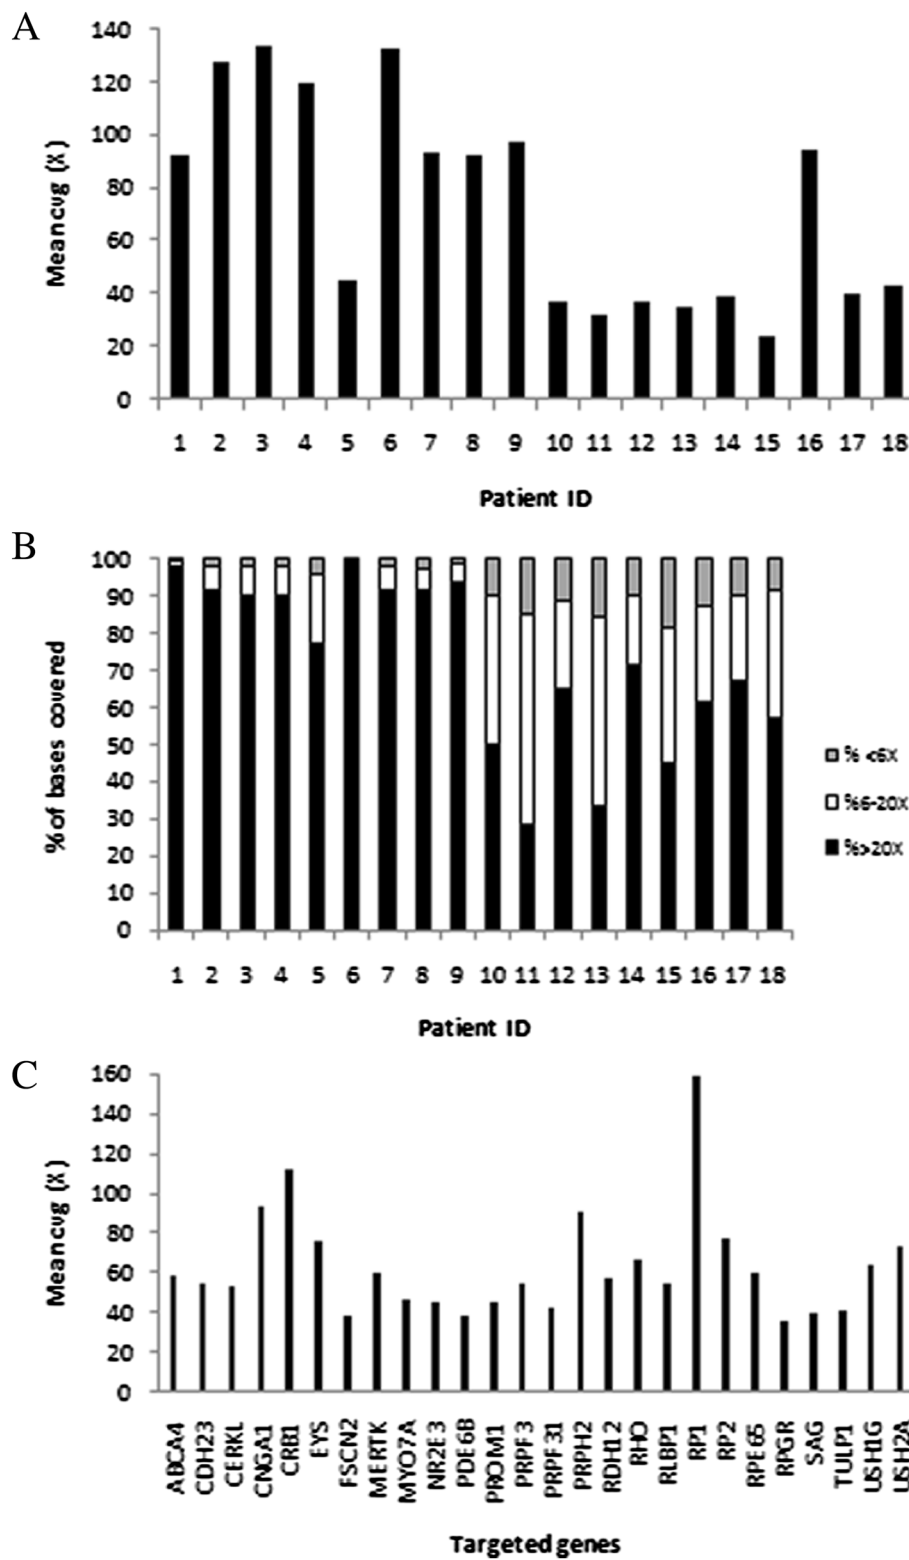 A
140
120
100
80
60
40
20
0
Mean cvg (X)
1 2 3 4 5 6 7 8 9 10 11 12 13 14 15 16 17 18
Patient ID
B
100
90
80
70
60
50
40
30
20
10
0
% of bases covered
% <6X
%6-20X
%>20X
1 2 3 4 5 6 7 8 9 10 11 12 13 14 15 16 17 18
Patient ID
C
160
140
120
100
80
60
40
20
0
Mean cvg (X)
ABCA4
CDH23
CERKL
CNGA1
CRB1
EYS
FSCN2
MERTK
MYO7A
NR2E3
PDE6B
PROM1
PRPF3
PRPF31
PRPH2
RDH12
RHO
RLBP1
RP1
RP2
RPE65
RPGR
SAG
TULP1
USH1G
USH2A
Targeted genes